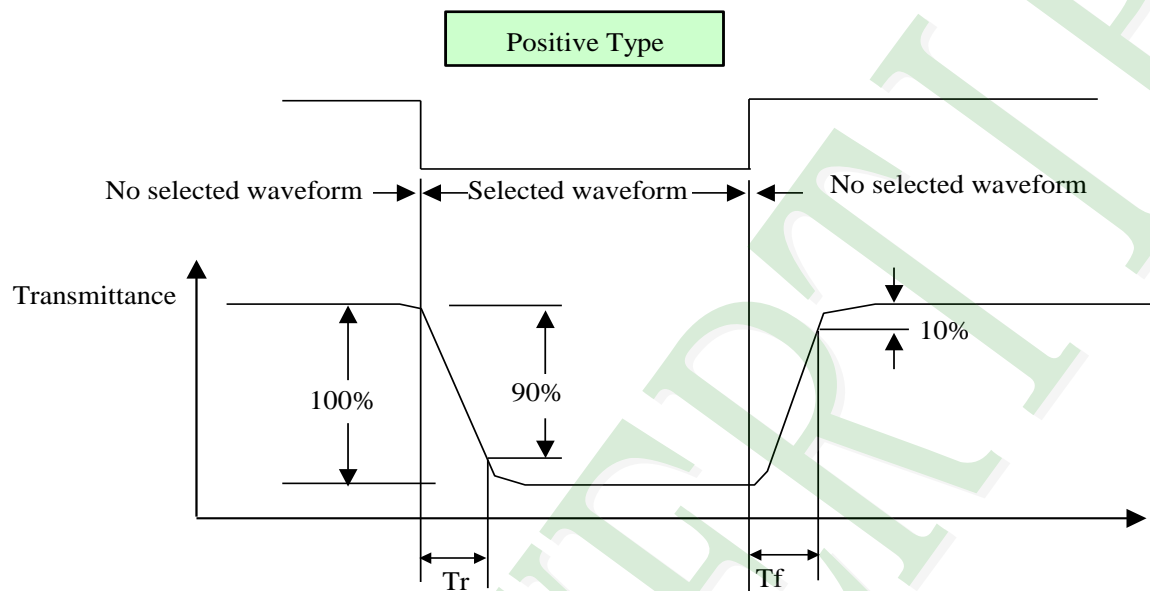 Positive Type
No selected waveform
Selected waveform
No selected waveform
Transmittance
100%
90%
10%
Tr
Tf